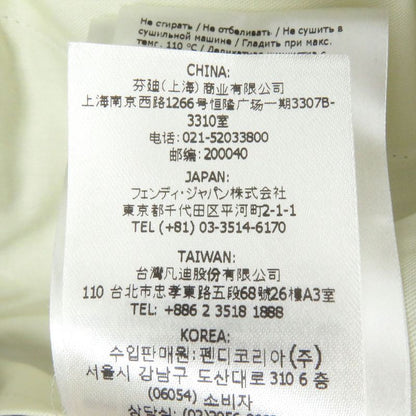 Не стирать / Не отбеливать / Не сушить в
сушильной машине / Гладить при макс.
темг. 110 °C /
CHINA:
芬廸(上海)商业有限公司
上海南京西路1266号恒隆广场一期3307B-
3310室
电话: 021-52033800
邮编: 200040
JAPAN:
フェンディ・ジャパン株式会社
東京都千代田区平河町2-1-1
TEL (+81) 03-3514-6170
TAIWAN:
台灣凡迪股份有限公司
110 台北市忠孝東路五段68號26樓A3室
TEL: +886 2 3518 1888
KOREA:
수입판매원: 펜디코리아(주)
서울시 강남구 도산대로 310 6 층
(06054) 소비자
상담실: